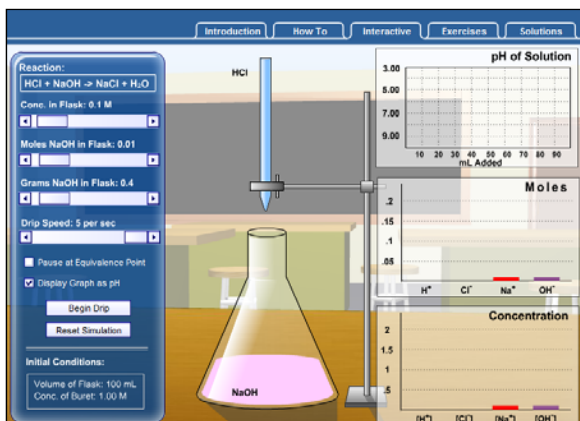 Introduction
How To
Interactive
Exercises
Solutions
Reaction:
HCl + NaOH -> NaCl + H₂O
Conc. in Flask: 0.1 M
Moles NaOH in Flask: 0.01
Grams NaOH in Flask: 0.4
Drip Speed: 5 per sec
Pause at Equivalence Point
Display Graph as pH
Begin Drip
Reset Simulation
Initial Conditions:
Volume of Flask: 100 mL
Conc. of Buret: 1.00 M
HCl
NaOH
pH of Solution
3.00
5.00
7.00
9.00
10 20 30 40 50 60 70 80 90
mL Added
Moles
.2
.15
.1
.05
H⁺ Cl⁻ Na⁺ OH⁻
Concentration
2
1.5
1
.5
[H⁺] [Cl⁻] [Na⁺] [OH⁻]